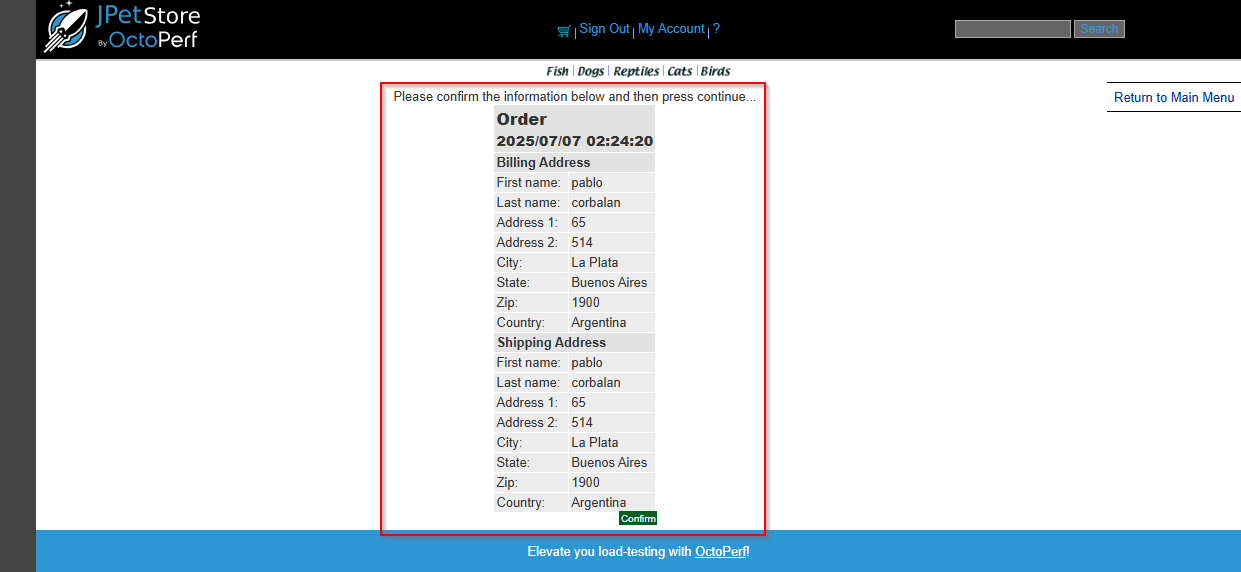 JPetStore
By OctoPerf
Sign Out | My Account | ?
Search
Fish | Dogs | Reptiles | Cats | Birds
Return to Main Menu
Please confirm the information below and then press continue...
Order
2025/07/07 02:24:20
Billing Address
First name: pablo
Last name: corbalan
Address 1: 65
Address 2: 514
City: La Plata
State: Buenos Aires
Zip: 1900
Country: Argentina
Shipping Address
First name: pablo
Last name: corbalan
Address 1: 65
Address 2: 514
City: La Plata
State: Buenos Aires
Zip: 1900
Country: Argentina
Confirm
Elevate you load-testing with OctoPerf!